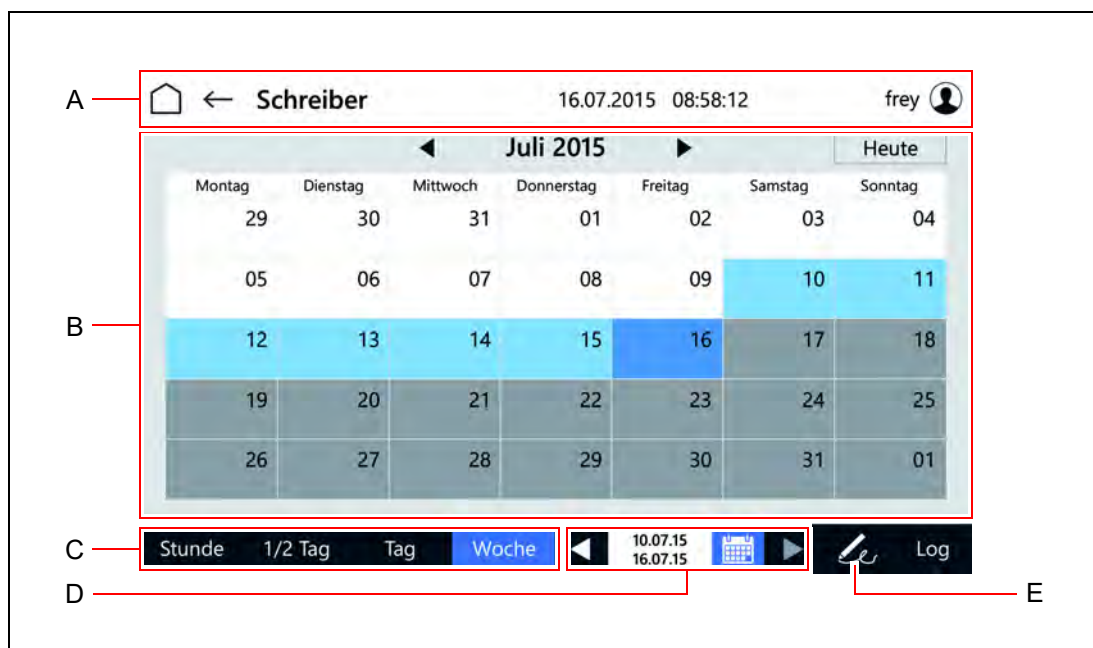 A
Schreiber 16.07.2015 08:58:12 frey
Juli 2015 Heute
Montag Dienstag Mittwoch Donnerstag Freitag Samstag Sonntag
29 30 31 01 02 03 04
05 06 07 08 09 10 11
B
12 13 14 15 16 17 18
19 20 21 22 23 24 25
26 27 28 29 30 31 01
C
Stunde 1/2 Tag Tag Woche
10.07.15
16.07.15
Log
D
E